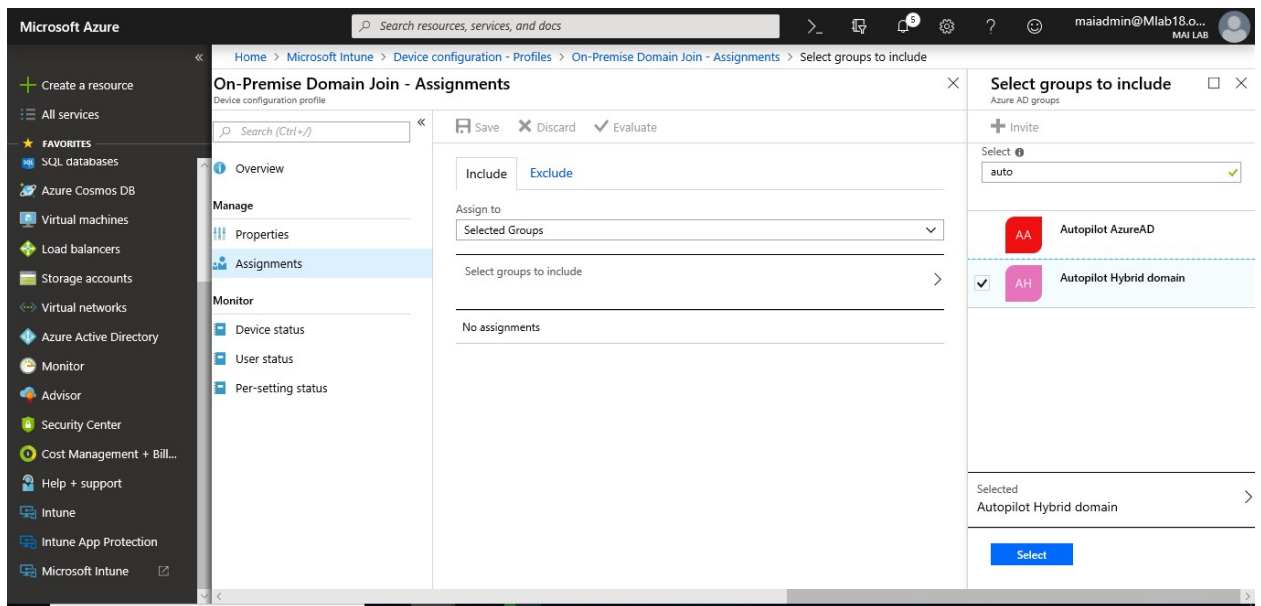 Microsoft Azure
Search resources, services, and docs
>_
5
?
maiadmin@Mlab18.o...
MAI LAB
«
Home > Microsoft Intune > Device configuration - Profiles > On-Premise Domain Join - Assignments > Select groups to include
Create a resource
All services
FAVORITES
SQL databases
Azure Cosmos DB
Virtual machines
Load balancers
Storage accounts
Virtual networks
Azure Active Directory
Monitor
Advisor
Security Center
Cost Management + Bill...
Help + support
Intune
Intune App Protection
Microsoft Intune
On-Premise Domain Join - Assignments
Device configuration profile
Search (Ctrl+/)
«
Overview
Manage
Properties
Assignments
Monitor
Device status
User status
Per-setting status
Save Discard Evaluate
Include Exclude
Assign to
Selected Groups
Select groups to include
No assignments
Select groups to include
Azure AD groups
Invite
Select
auto
AA Autopilot AzureAD
AH Autopilot Hybrid domain
Selected
Autopilot Hybrid domain
Select